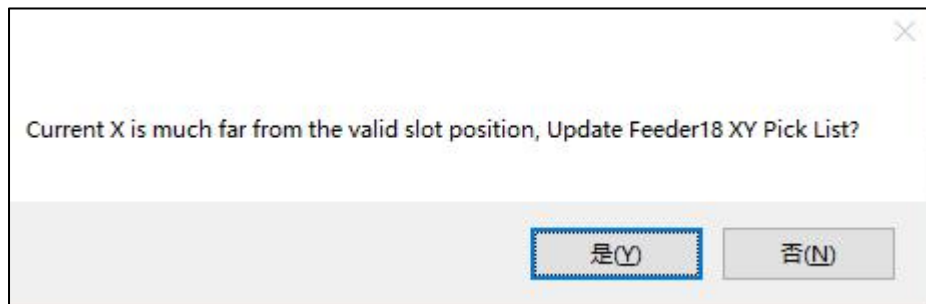 Current X is much far from the valid slot position, Update Feeder18 XY Pick List?
是(Y)
否(N)